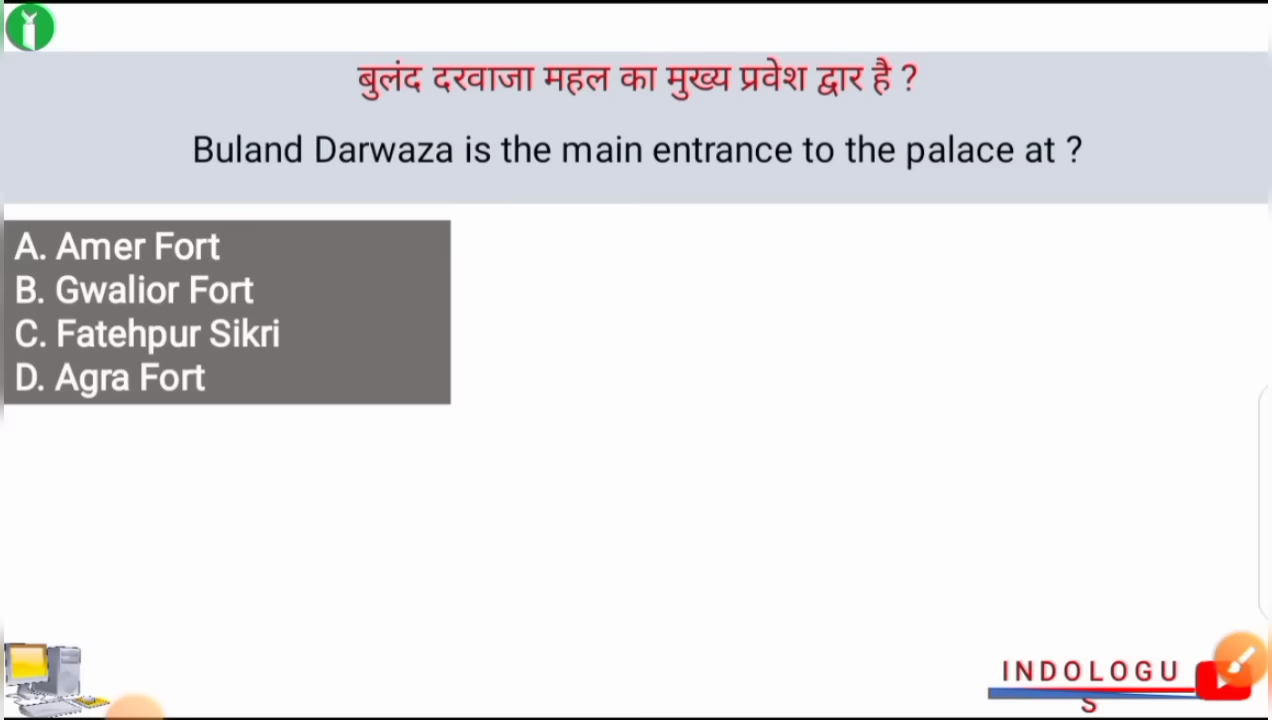 बुलंद दरवाजा महल का मुख्य प्रवेश द्वार है ?
Buland Darwaza is the main entrance to the palace at ?
A. Amer Fort
B. Gwalior Fort
C. Fatehpur Sikri
D. Agra Fort
INDOLOGU
S